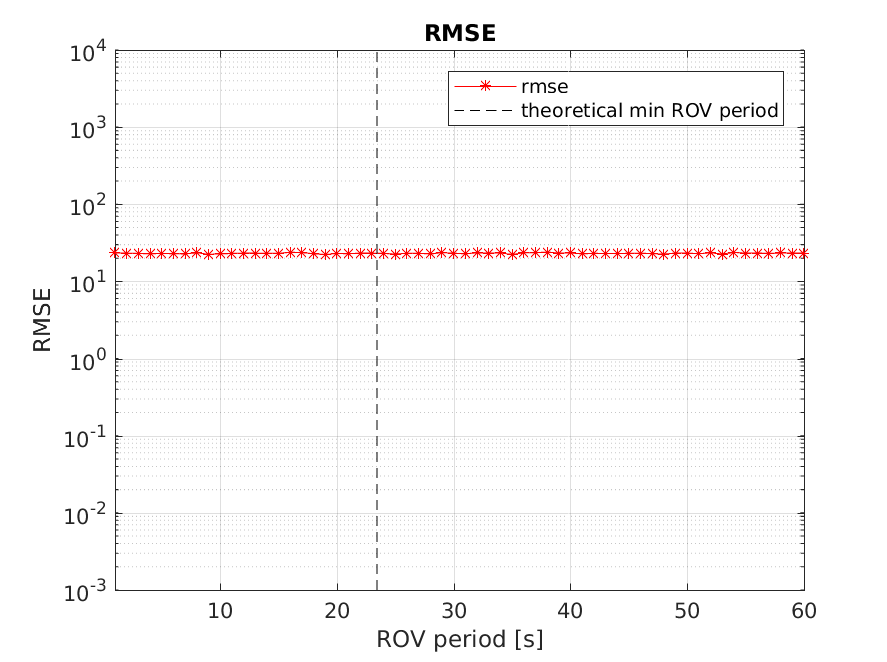 RMSE
10^4
10^3
10^2
10^1
10^0
10^-1
10^-2
10^-3
RMSE
rmse
theoretical min ROV period
10 20 30 40 50 60
ROV period [s]